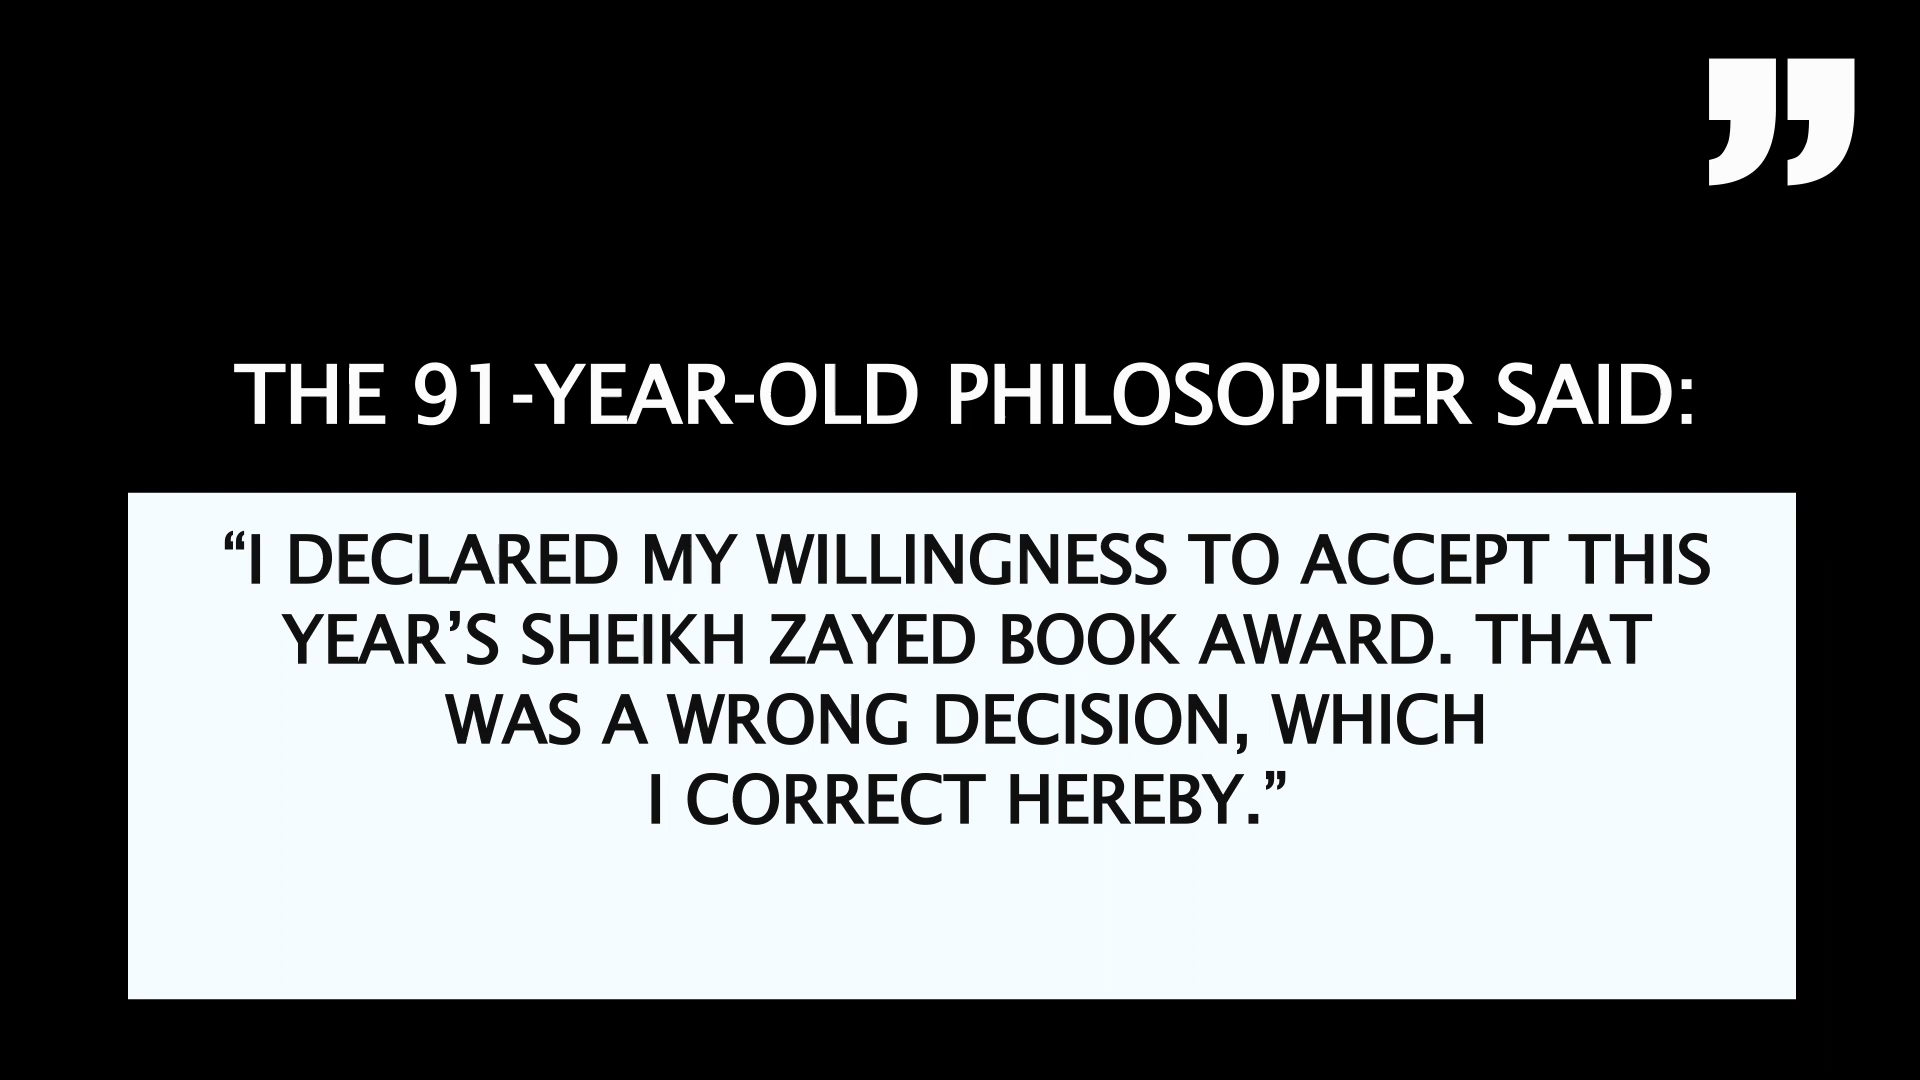 ”
THE 91-YEAR-OLD PHILOSOPHER SAID:
“I DECLARED MY WILLINGNESS TO ACCEPT THIS
YEAR’S SHEIKH ZAYED BOOK AWARD. THAT
WAS A WRONG DECISION, WHICH
I CORRECT HEREBY.”